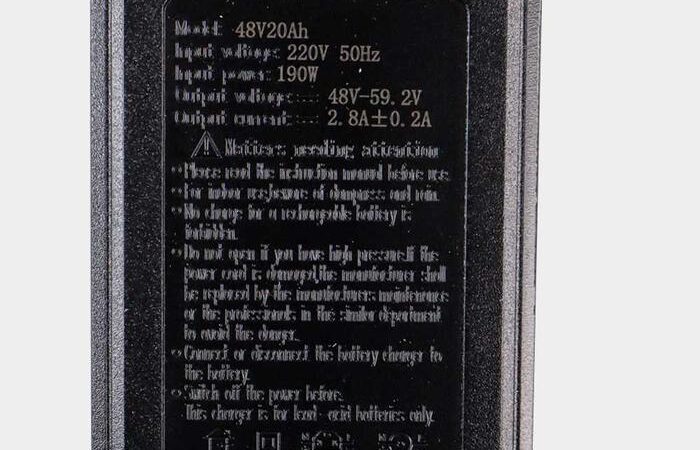 Model: 48V20Ah
Input voltage: 220V 50Hz
Input power: 190W
Output voltage: 48V-59.2V
Output current: 2.8A±0.2A
Matters needing attention
Please read the instruction manual before use.
For indoor use,beware of dampness and rain.
No charge for a rechargeable battery is
forbidden.
Do not open if you have high pressure.If the
power cord is damaged,the manufacturer shall
be replaced by the manufacturers maintenance
or the professionals in the similar department
to avoid the danger.
Connect or disconnect the battery charger to
the battery.
Switch off the power before.
This charger is for lead-acid batteries only.